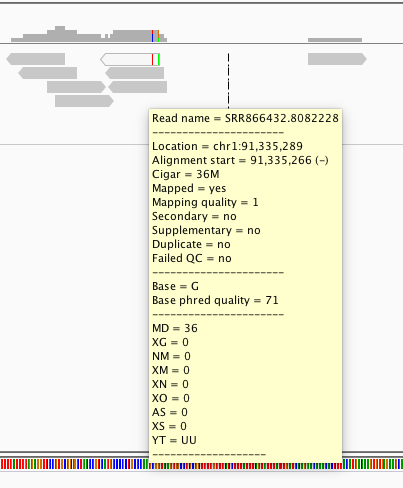 Read name = SRR866432.8082228
----------------------
Location = chr1:91,335,289
Alignment start = 91,335,266 (-)
Cigar = 36M
Mapped = yes
Mapping quality = 1
Secondary = no
Supplementary = no
Duplicate = no
Failed QC = no
----------------------
Base = G
Base phred quality = 71
----------------------
MD = 36
XG = 0
NM = 0
XM = 0
XN = 0
XO = 0
AS = 0
XS = 0
YT = UU
-------------------